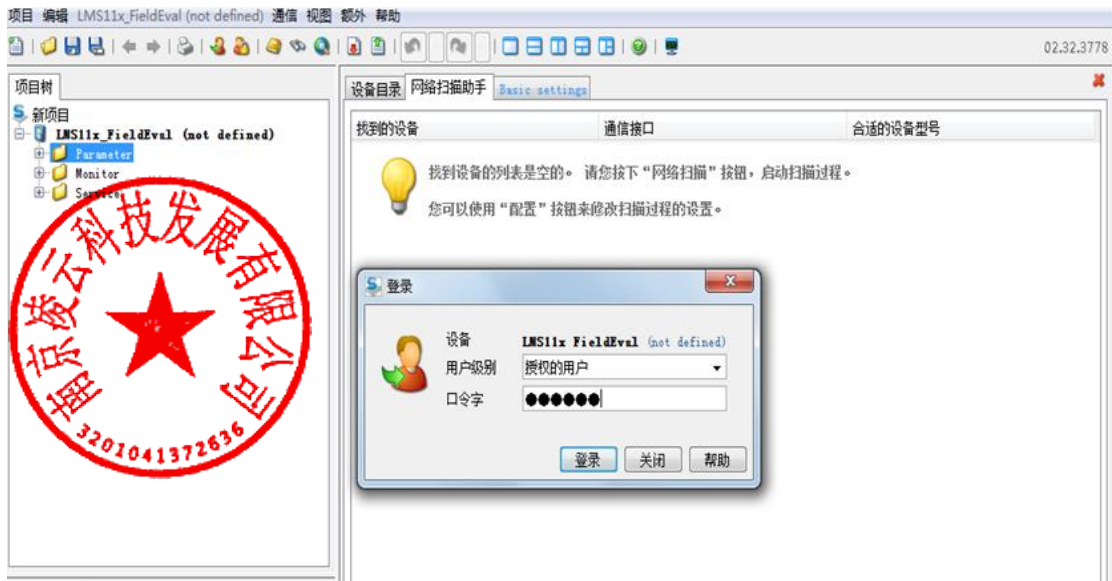 项目 编辑 LMS11x_FieldEval (not defined) 通信 视图 额外 帮助
02.32.3778
项目树
新项目
LMS11x_FieldEval (not defined)
Parameter
Monitor
Service
设备目录 网络扫描助手 Basic settings
找到的设备 通信接口 合适的设备型号
找到设备的列表是空的。 请您按下“网络扫描”按钮，启动扫描过程。
您可以使用“配置”按钮来修改扫描过程的设置。
登录
设备 LMS11x FieldEval (not defined)
用户级别 授权的用户
口令字 ●●●●●●
登录 关闭 帮助
南京凌云科技发展有限公司
3201041372636